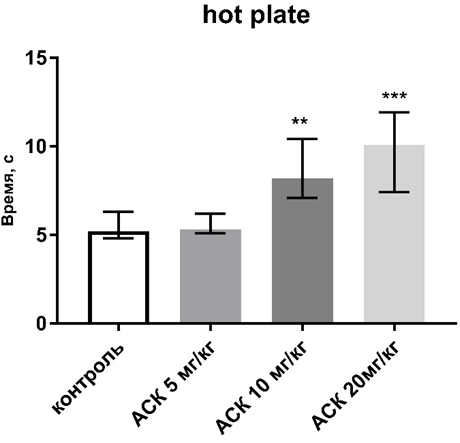 hot plate
Время, с
15
10
5
0
**
***
контроль
АСК 5 мг/кг
АСК 10 мг/кг
АСК 20мг/кг